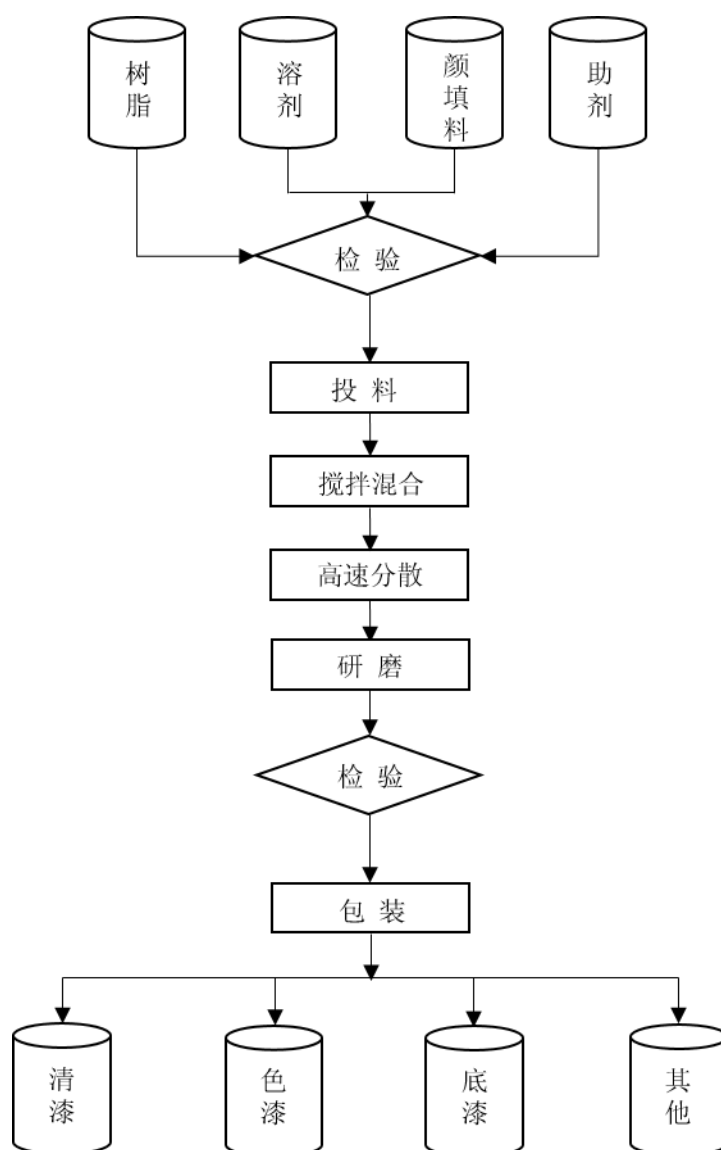 树脂
溶剂
颜填料
助剂
检 验
投 料
搅拌混合
高速分散
研 磨
检 验
包 装
清漆
色漆
底漆
其他